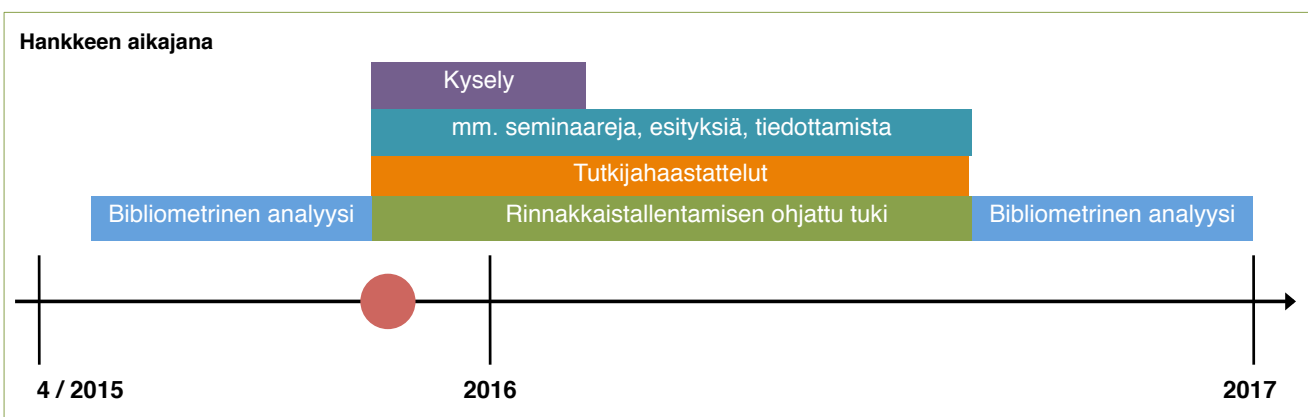 Hankkeen aikajana
Kysely
mm. seminaareja, esityksiä, tiedottamista
Tutkijahaastattelut
Bibliometrinen analyysi
Rinnakkaistallentamisen ohjattu tuki
Bibliometrinen analyysi
4 / 2015
2016
2017